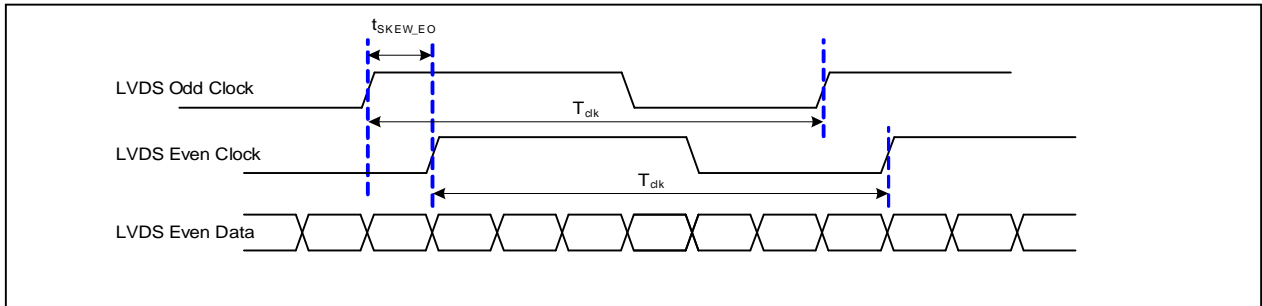 tSKEW_EO
LVDS Odd Clock
Tclk
LVDS Even Clock
Tclk
LVDS Even Data